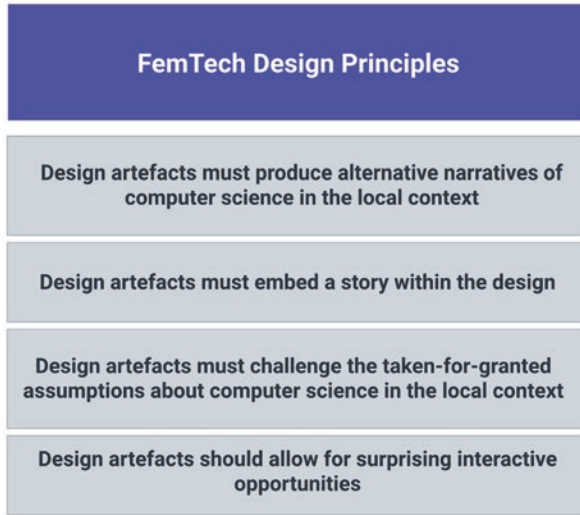 FemTech Design Principles
Design artefacts must produce alternative narratives of
computer science in the local context
Design artefacts must embed a story within the design
Design artefacts must challenge the taken-for-granted
assumptions about computer science in the local context
Design artefacts should allow for surprising interactive
opportunities